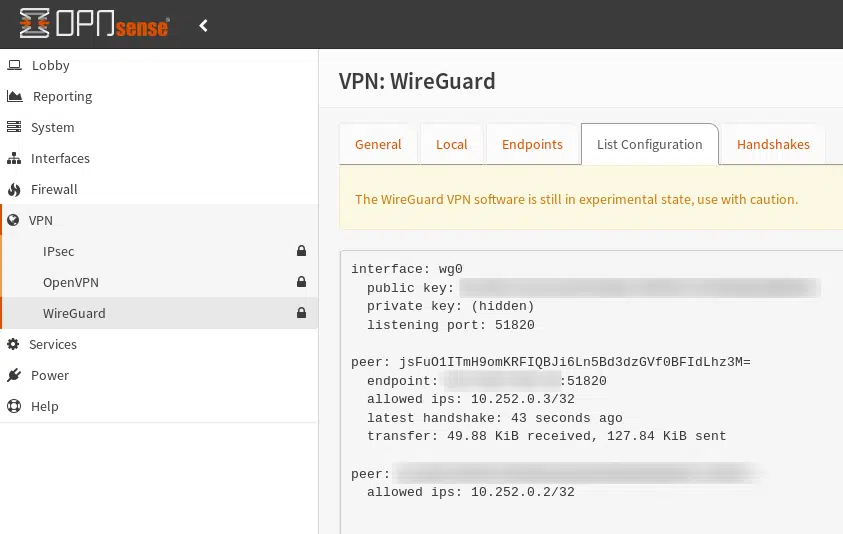 OPNsense
Lobby
Reporting
System
Interfaces
Firewall
VPN
IPsec
OpenVPN
WireGuard
Services
Power
Help
VPN: WireGuard
General
Local
Endpoints
List Configuration
Handshakes
The WireGuard VPN software is still in experimental state, use with caution.
interface: wg0
public key:
private key: (hidden)
listening port: 51820
peer: jsFuO1ITmH9omKRFIQBJi6Ln5Bd3dzGVf0BFIdLhz3M=
endpoint: :51820
allowed ips: 10.252.0.3/32
latest handshake: 43 seconds ago
transfer: 49.88 KiB received, 127.84 KiB sent
peer:
allowed ips: 10.252.0.2/32